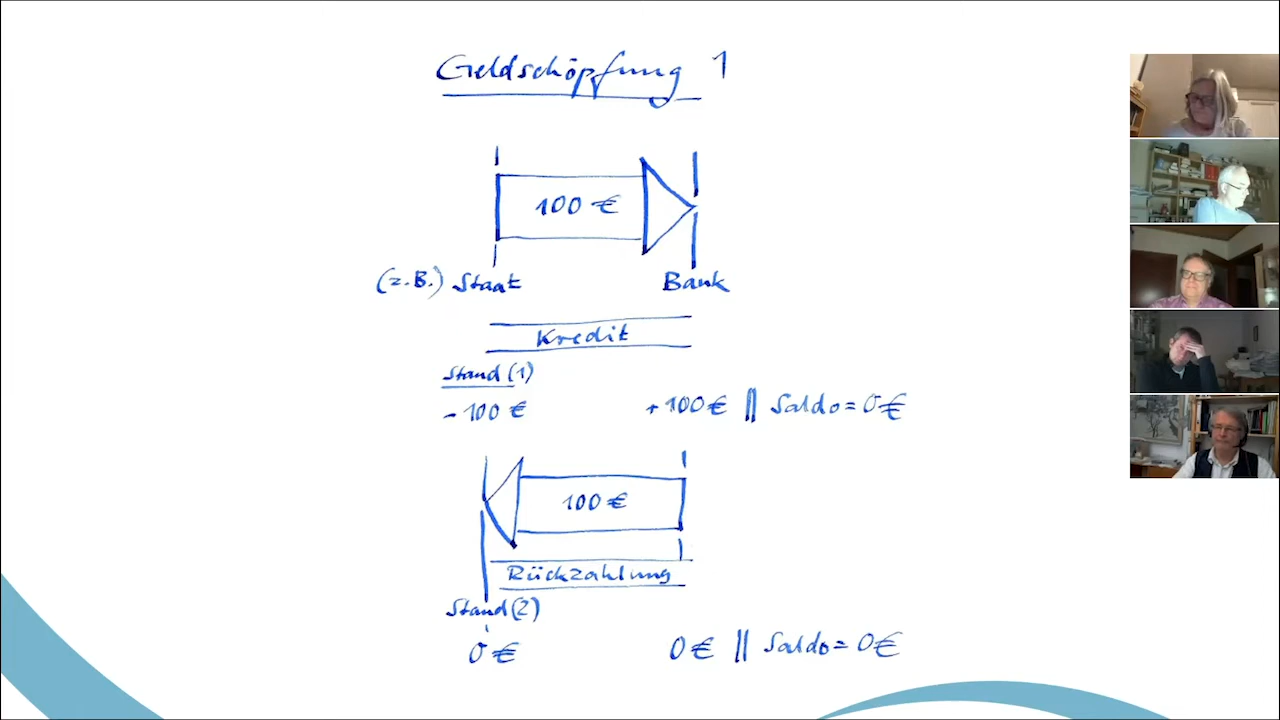 Geldschöpfung 1
100 €
(z.B.) Staat Bank
Kredit
Stand (1)
- 100 € + 100 € || Saldo = 0 €
100 €
Rückzahlung
Stand (2)
0 € 0 € || Saldo = 0 €